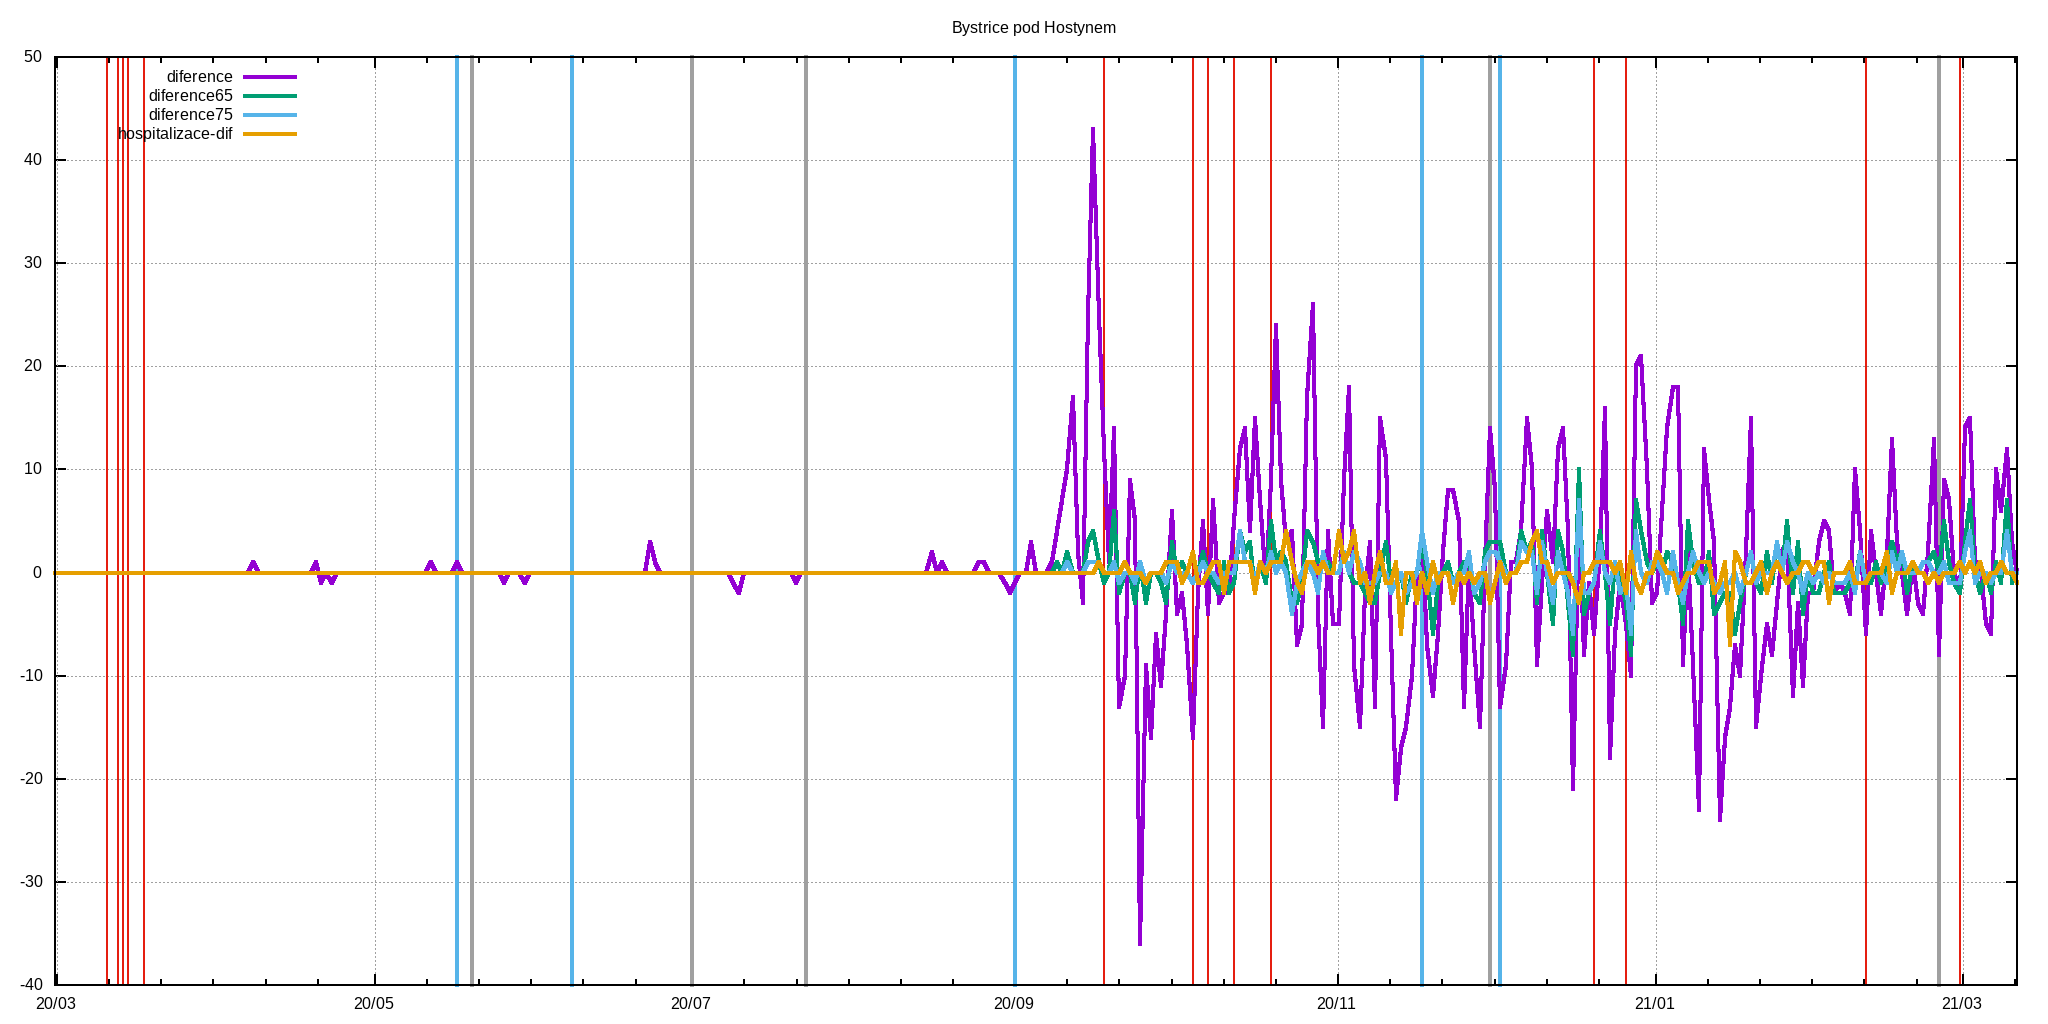 Bystrice pod Hostynem
50
40
30
20
10
0
-10
-20
-30
-40
diference
diference65
diference75
hospitalizace-dif
20/03 20/05 20/07 20/09 20/11 21/01 21/03